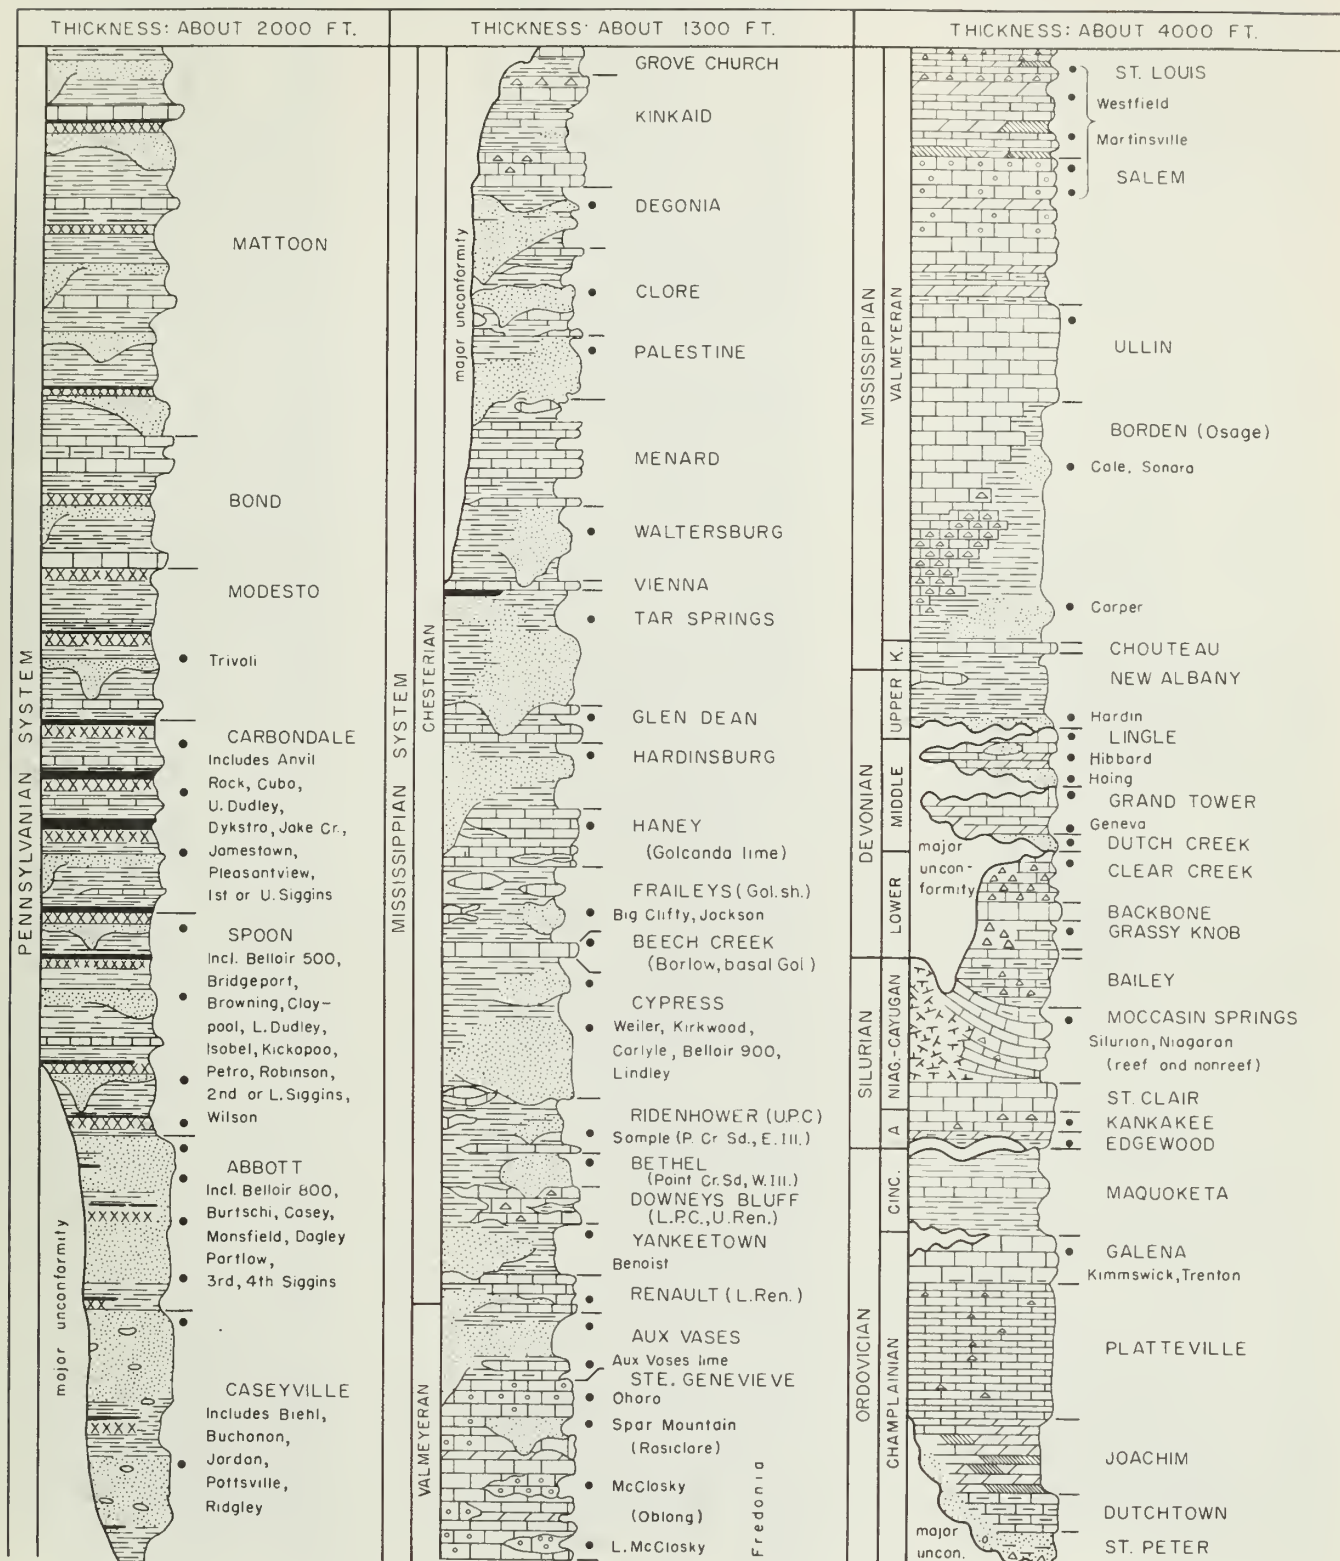 THICKNESS: ABOUT 2000 FT.
PENNSYLVANIAN SYSTEM
major unconformity
MATTOON
BOND
MODESTO
Trivoli
CARBONDALE
Includes Anvil
Rock, Cuba,
U. Dudley,
Dykstra, Jake Cr.,
Jamestown,
Pleasantview,
1st or U. Siggins
SPOON
Incl. Bellair 500,
Bridgeport,
Browning, Clay-
pool, L. Dudley,
Isabel, Kickapoo,
Petro, Robinson,
2nd or L. Siggins,
Wilson
ABBOTT
Incl. Bellair 800,
Burtschi, Casey,
Mansfield, Dagley
Partlow,
3rd, 4th Siggins
CASEYVILLE
Includes Biehl,
Buchanan,
Jordan,
Pottsville,
Ridgley
THICKNESS: ABOUT 1300 FT.
MISSISSIPPIAN SYSTEM
CHESTERIAN
VALMEYERAN
major unconformity
GROVE CHURCH
KINKAID
DEGONIA
CLORE
PALESTINE
MENARD
WALTERSBURG
VIENNA
TAR SPRINGS
GLEN DEAN
HARDINSBURG
HANEY
(Golconda lime)
FRAILEYS (Gol. sh.)
Big Clifty, Jackson
BEECH CREEK
(Barlow, basal Gol)
CYPRESS
Weiler, Kirkwood,
Carlyle, Bellair 900,
Lindley
RIDENHOWER (U.P.C)
Sample (P. Cr Sd., E. Ill.)
BETHEL
(Point Cr. Sd, W. Ill.)
DOWNEYS BLUFF
(L.P.C., U. Ren.)
YANKEETOWN
Benoist
RENAULT (L. Ren.)
AUX VASES
Aux Vases lime
STE. GENEVIEVE
Ohara
Spar Mountain
(Rosiclare)
McClosky
(Oblong)
L. McClosky
Fredonia
THICKNESS: ABOUT 4000 FT.
MISSISSIPPIAN
VALMEYERAN
K.
DEVONIAN
UPPER
MIDDLE
LOWER
SILURIAN
NIAG.-CAYUGAN
A
ORDOVICIAN
CINC.
CHAMPLAINIAN
ST. LOUIS
Westfield
Martinsville
SALEM
ULLIN
BORDEN (Osage)
Cole, Sonora
Carper
CHOUTEAU
NEW ALBANY
Hardin
LINGLE
Hibbard
Hoing
GRAND TOWER
Geneva
DUTCH CREEK
major
uncon-
formity
CLEAR CREEK
BACKBONE
GRASSY KNOB
BAILEY
MOCCASIN SPRINGS
Silurian, Niagaran
(reef and nonreef)
ST. CLAIR
KANKAKEE
EDGEWOOD
MAQUOKETA
GALENA
Kimmswick, Trenton
PLATTEVILLE
JOACHIM
DUTCHTOWN
major
uncon.
ST. PETER